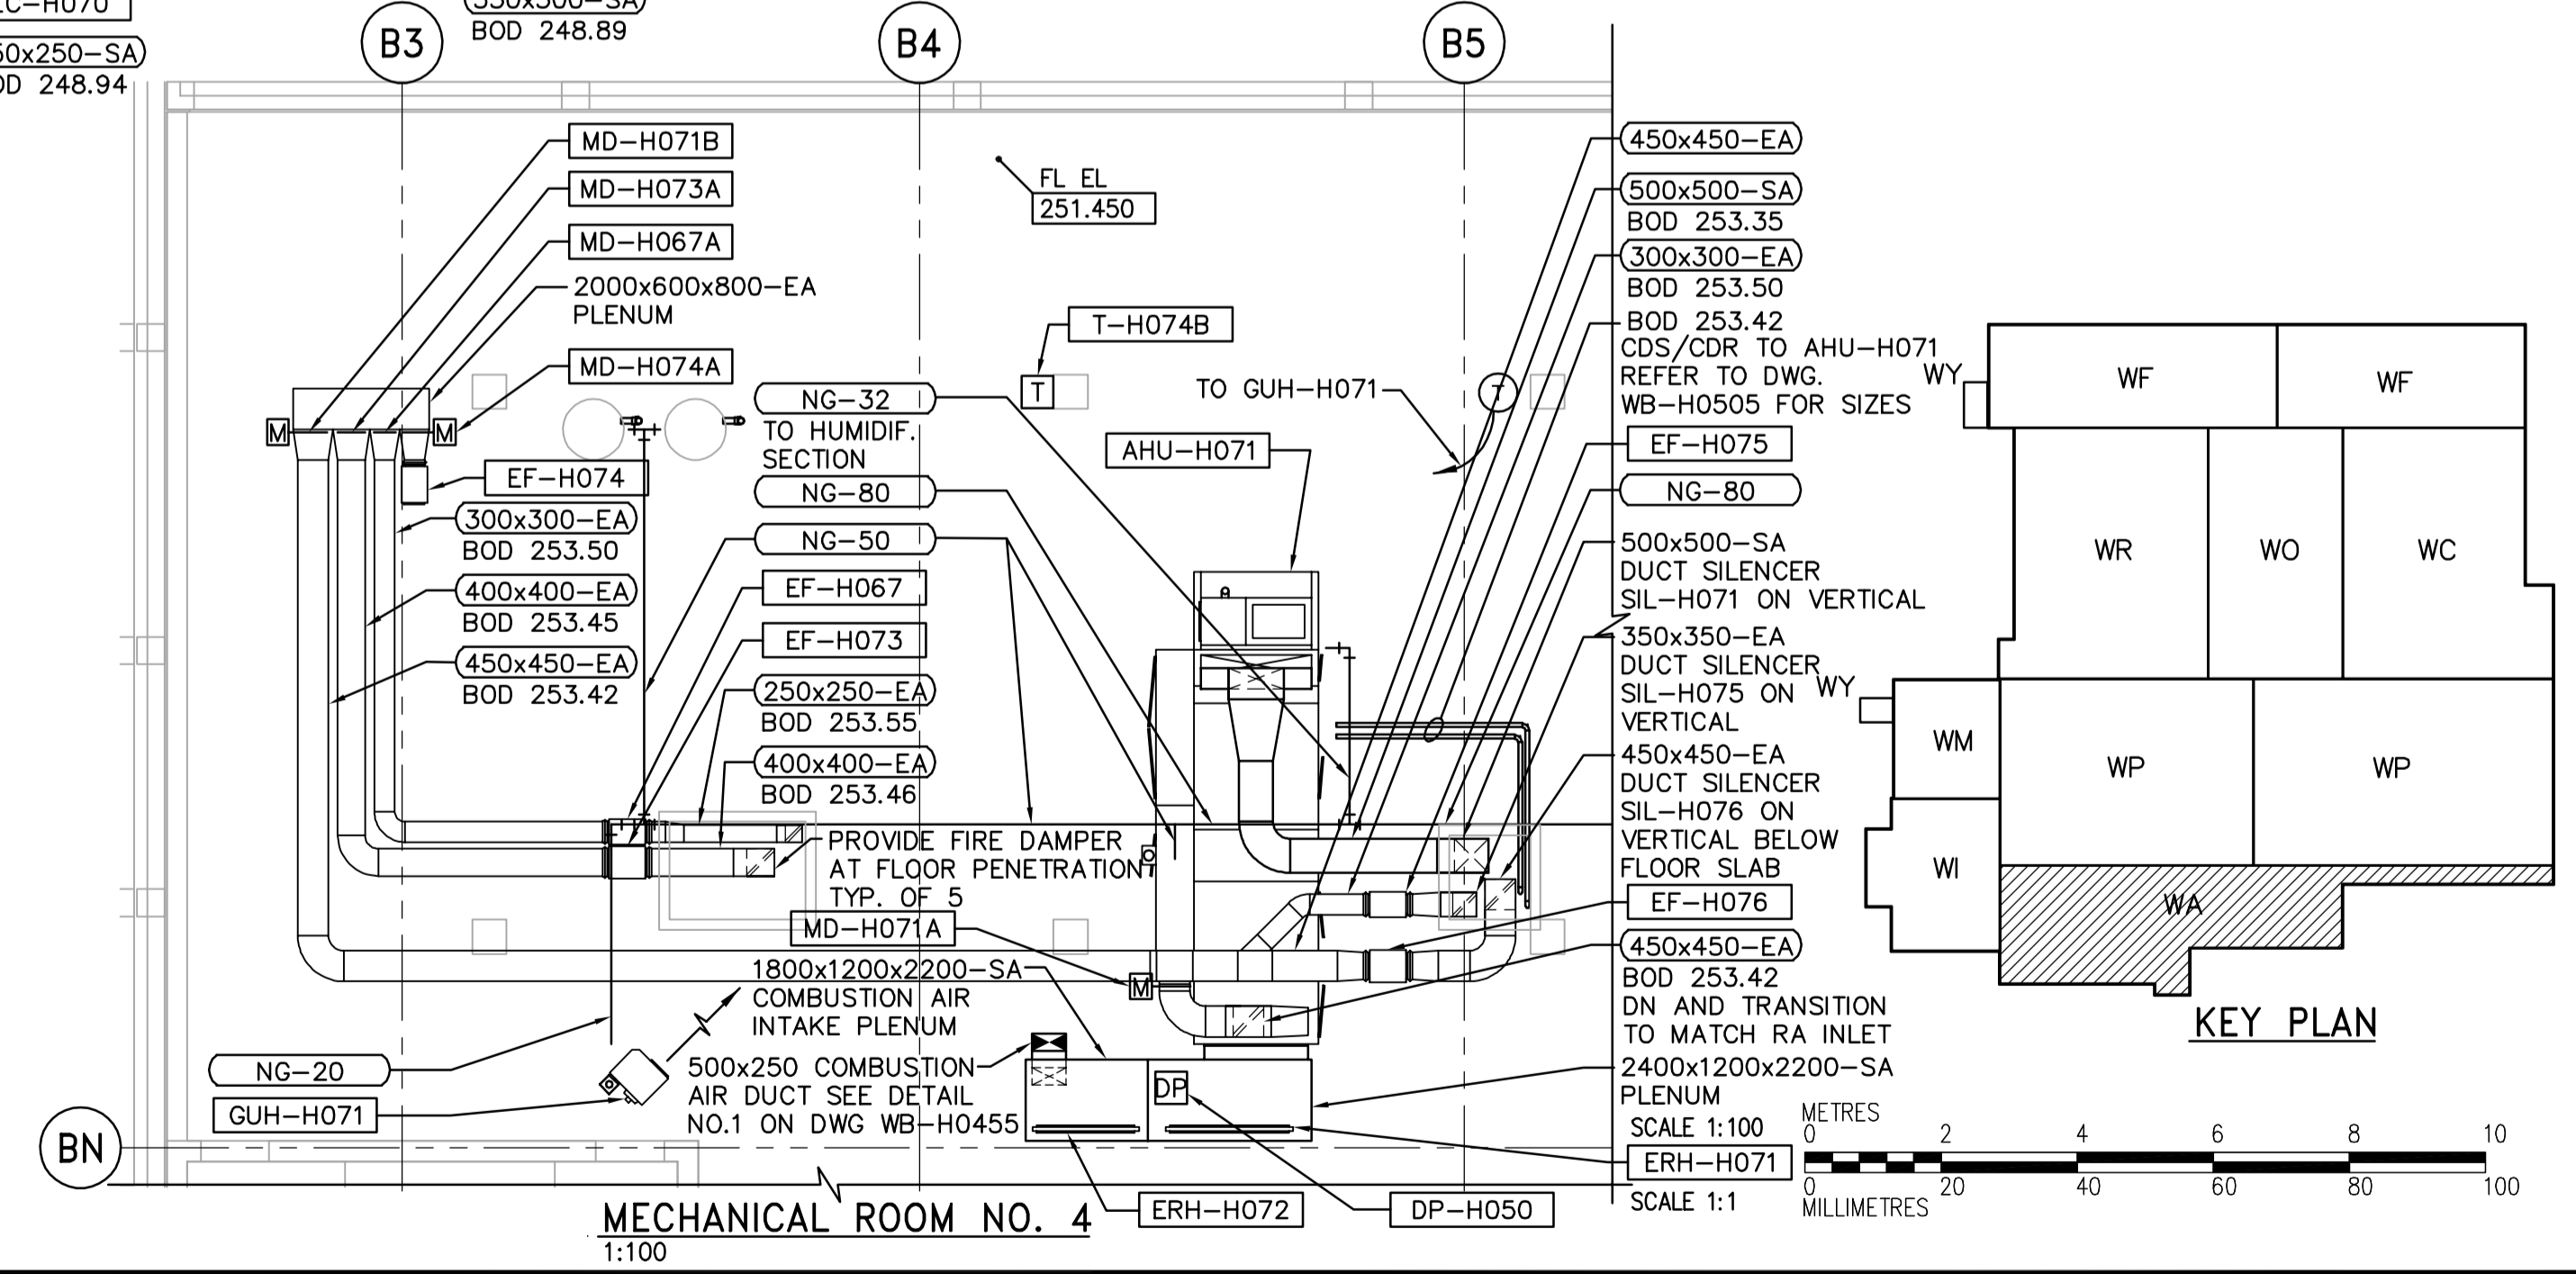 BOD 248.89
248.94
B3
B4
B5
MD-H071B
MD-H073A
MD-H067A
2000x600x800-EA
PLENUM
MD-H074A
M
M
EF-H074
300x300-EA
BOD 253.50
400x400-EA
BOD 253.45
450x450-EA
BOD 253.42
FL EL
251.450
T-H074B
T
NG-32
TO HUMIDIF.
SECTION
NG-80
NG-50
EF-H067
EF-H073
250x250-EA
BOD 253.55
400x400-EA
BOD 253.46
PROVIDE FIRE DAMPER
AT FLOOR PENETRATION
TYP. OF 5
MD-H071A
M
TO GUH-H071
T
AHU-H071
1800x1200x2200-SA
COMBUSTION AIR
INTAKE PLENUM
500x250 COMBUSTION
AIR DUCT SEE DETAIL
NO.1 ON DWG WB-H0455
DP
NG-20
GUH-H071
BN
ERH-H072
DP-H050
MECHANICAL ROOM NO. 4
1:100
450x450-EA
500x500-SA
BOD 253.35
300x300-EA
BOD 253.50
BOD 253.42
CDS/CDR TO AHU-H071
REFER TO DWG.
WB-H0505 FOR SIZES
EF-H075
NG-80
500x500-SA
DUCT SILENCER
SIL-H071 ON VERTICAL
350x350-EA
DUCT SILENCER
SIL-H075 ON
VERTICAL
450x450-EA
DUCT SILENCER
SIL-H076 ON
VERTICAL BELOW
FLOOR SLAB
EF-H076
450x450-EA
BOD 253.42
DN AND TRANSITION
TO MATCH RA INLET
2400x1200x2200-SA
PLENUM
SCALE 1:100
ERH-H071
SCALE 1:1
METRES
0 2 4 6 8 10
0 20 40 60 80 100
MILLIMETRES
WY
WF
WF
WR
WO
WC
WY
WM
WP
WP
WI
WA
KEY PLAN